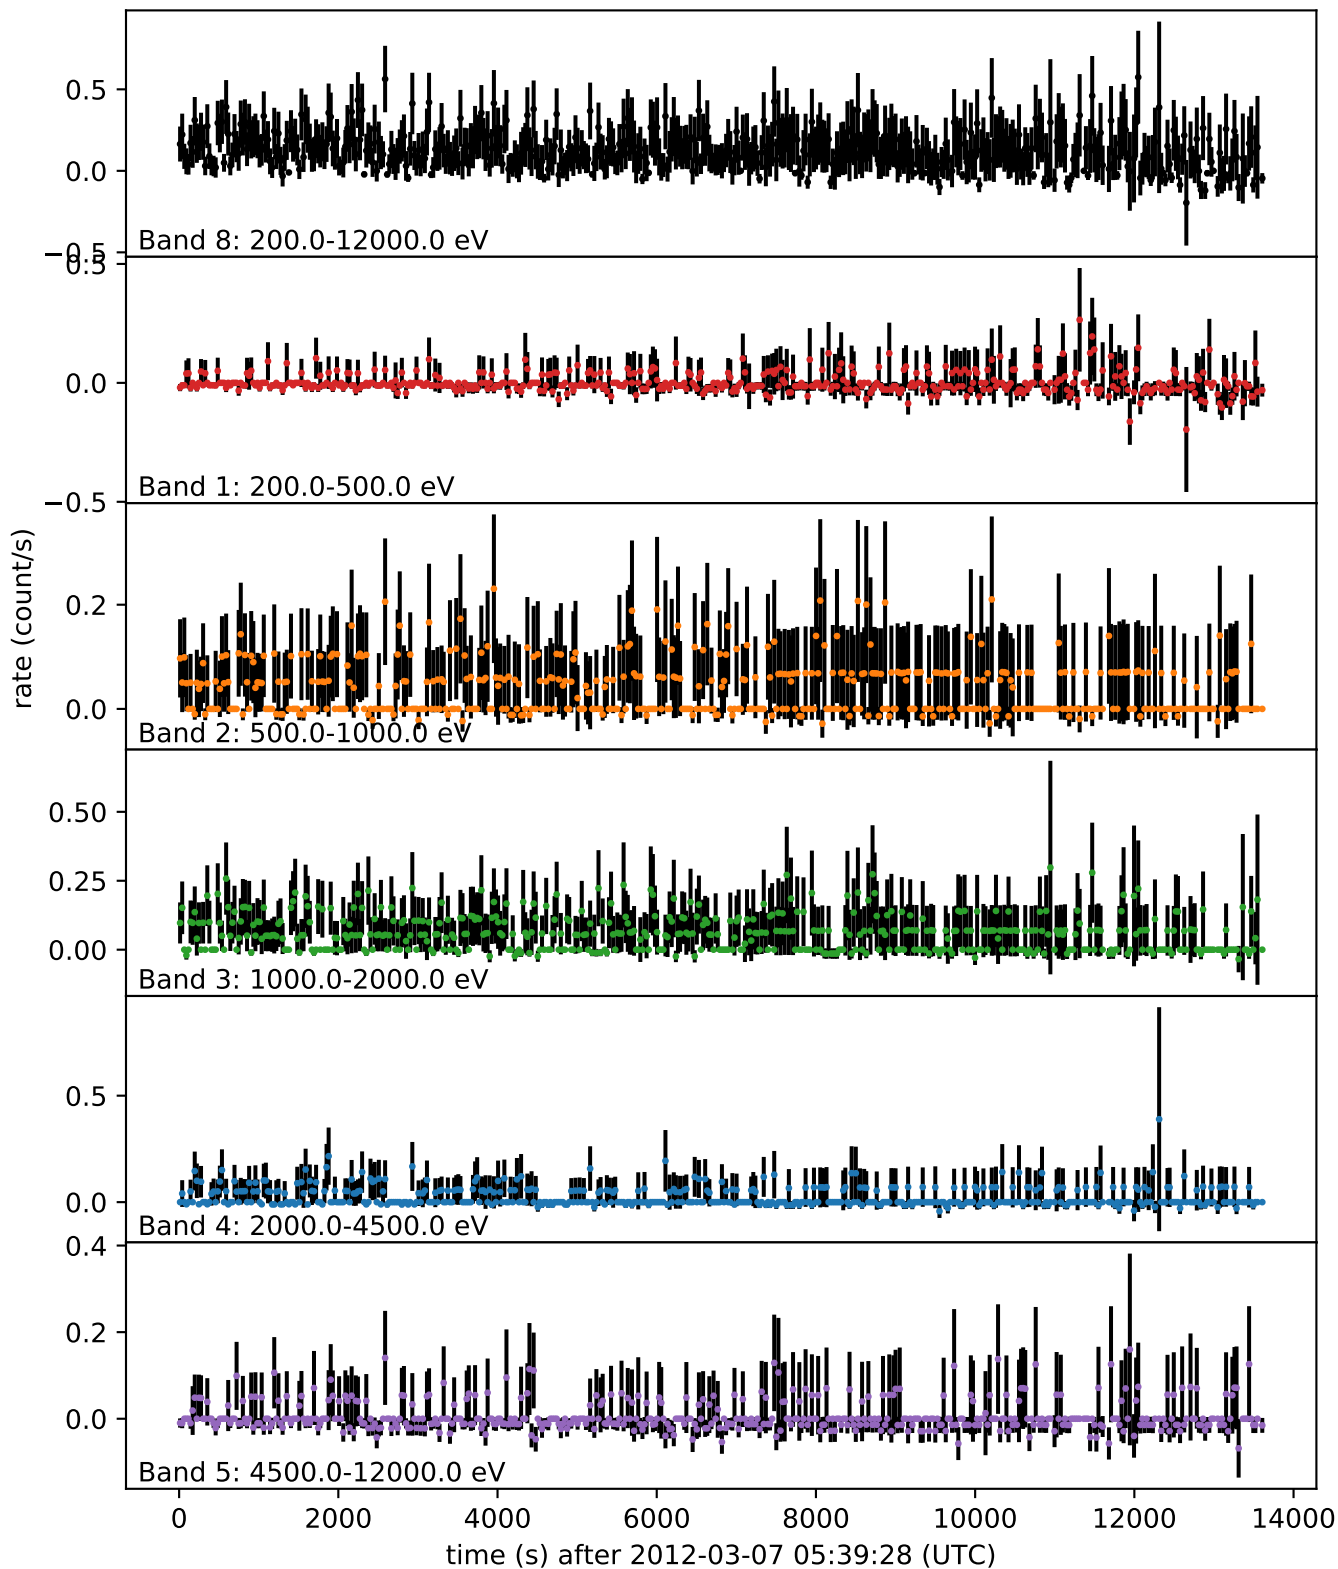 0.5
0.0
−0.5
Band 8: 200.0-12000.0 eV
0.5
0.0
−0.5
Band 1: 200.0-500.0 eV
rate (count/s)
0.2
0.0
Band 2: 500.0-1000.0 eV
0.50
0.25
0.00
Band 3: 1000.0-2000.0 eV
0.5
0.0
Band 4: 2000.0-4500.0 eV
0.4
0.2
0.0
Band 5: 4500.0-12000.0 eV
0 2000 4000 6000 8000 10000 12000 14000
time (s) after 2012-03-07 05:39:28 (UTC)